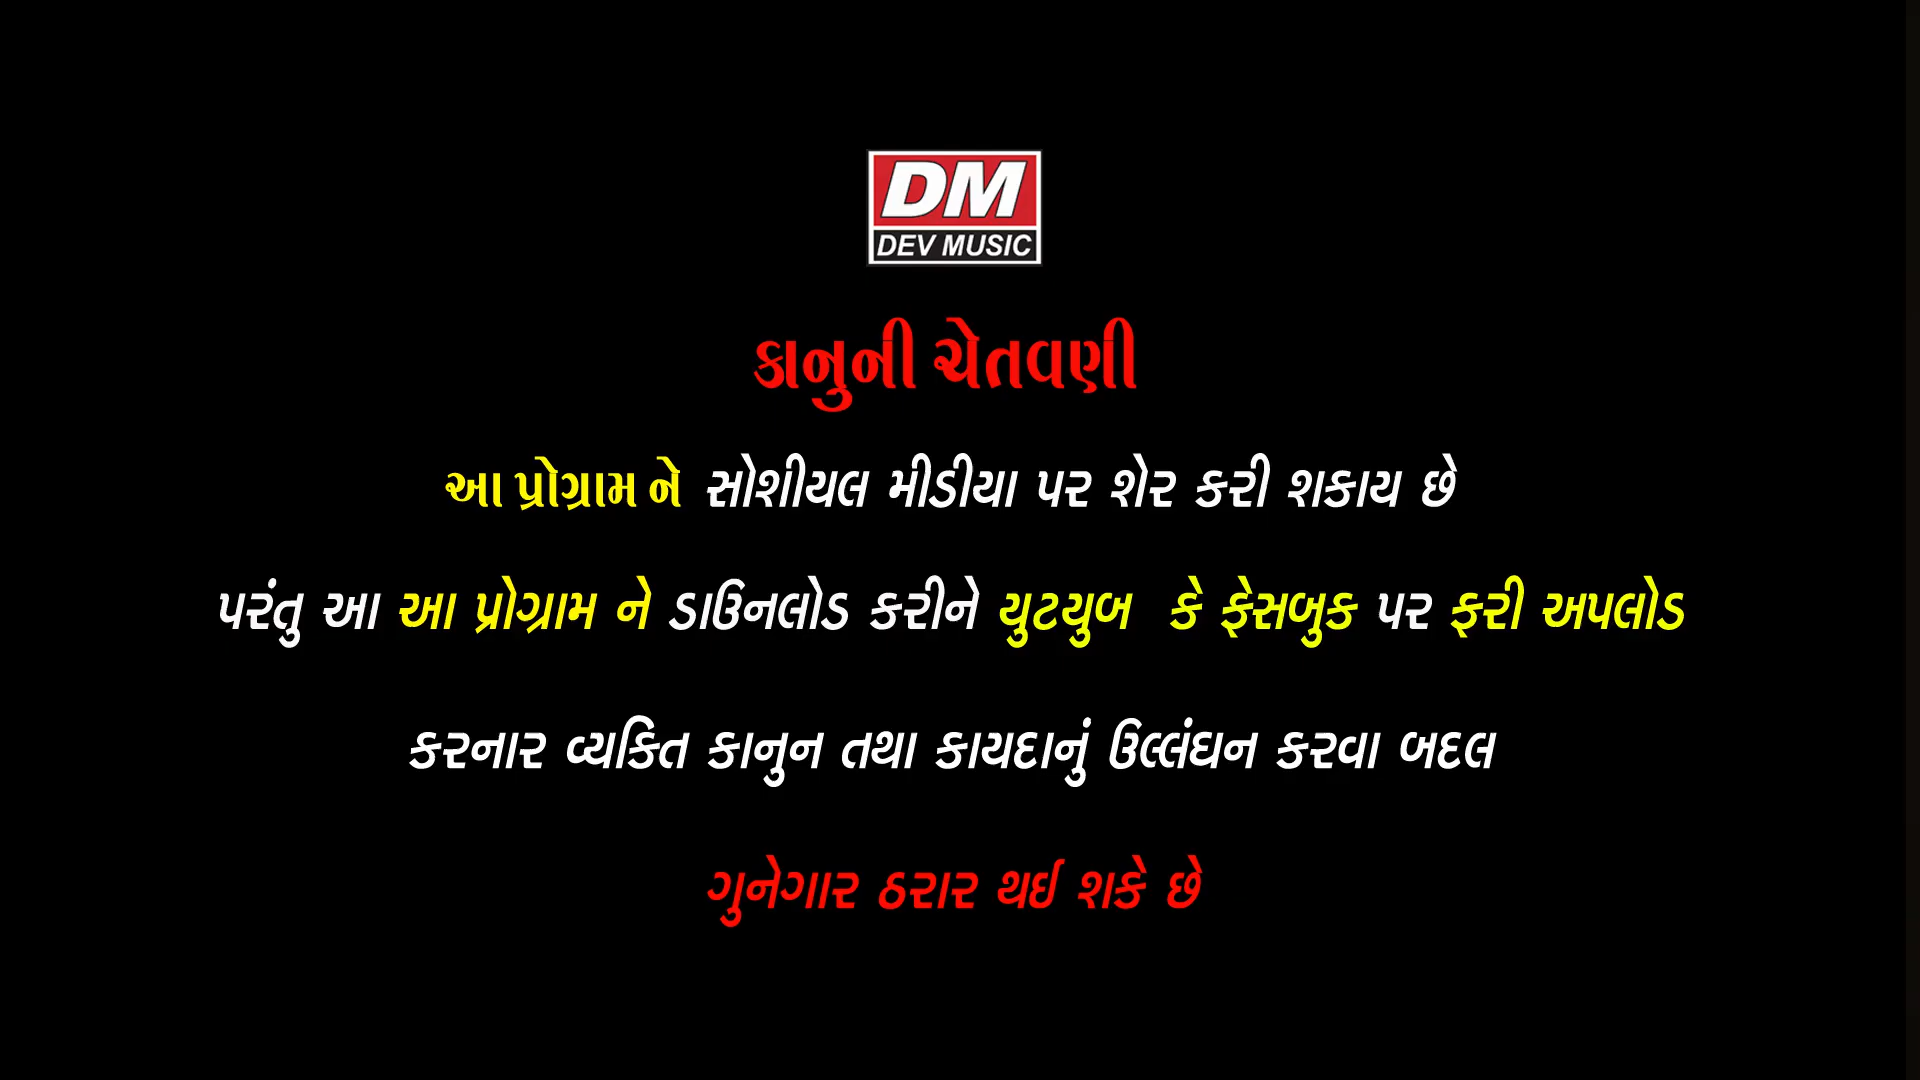 DM
DEV MUSIC
કાનુની ચેતવણી
આ પ્રોગ્રામ ને સોશીયલ મીડીયા પર શેર કરી શકાય છે
પરંતુ આ આ પ્રોગ્રામ ને ડાઉનલોડ કરીને યુટયુબ કે ફેસબુક પર ફરી અપલોડ
કરનાર વ્યકિત કાનુન તથા કાયદાનું ઉલ્લંઘન કરવા બદલ
ગુનેગાર ઠરાર થઈ શકે છે